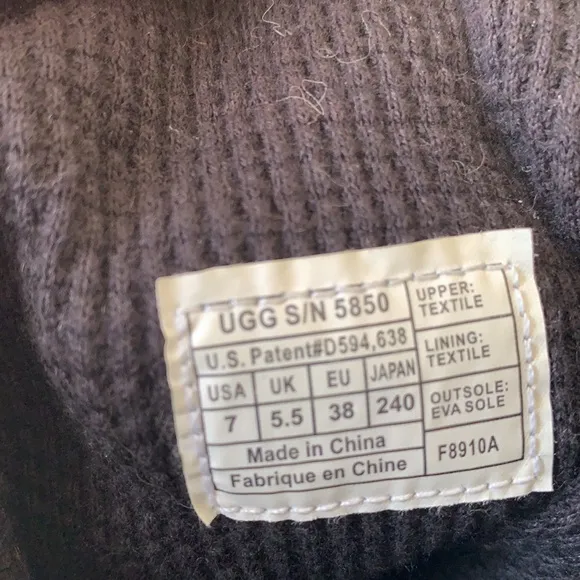 UGG S/N 5850
U.S. Patent#D594,638
USA UK EU JAPAN
7 5.5 38 240
Made in China
Fabrique en Chine
UPPER:
TEXTILE
LINING:
TEXTILE
OUTSOLE:
EVA SOLE
F8910A